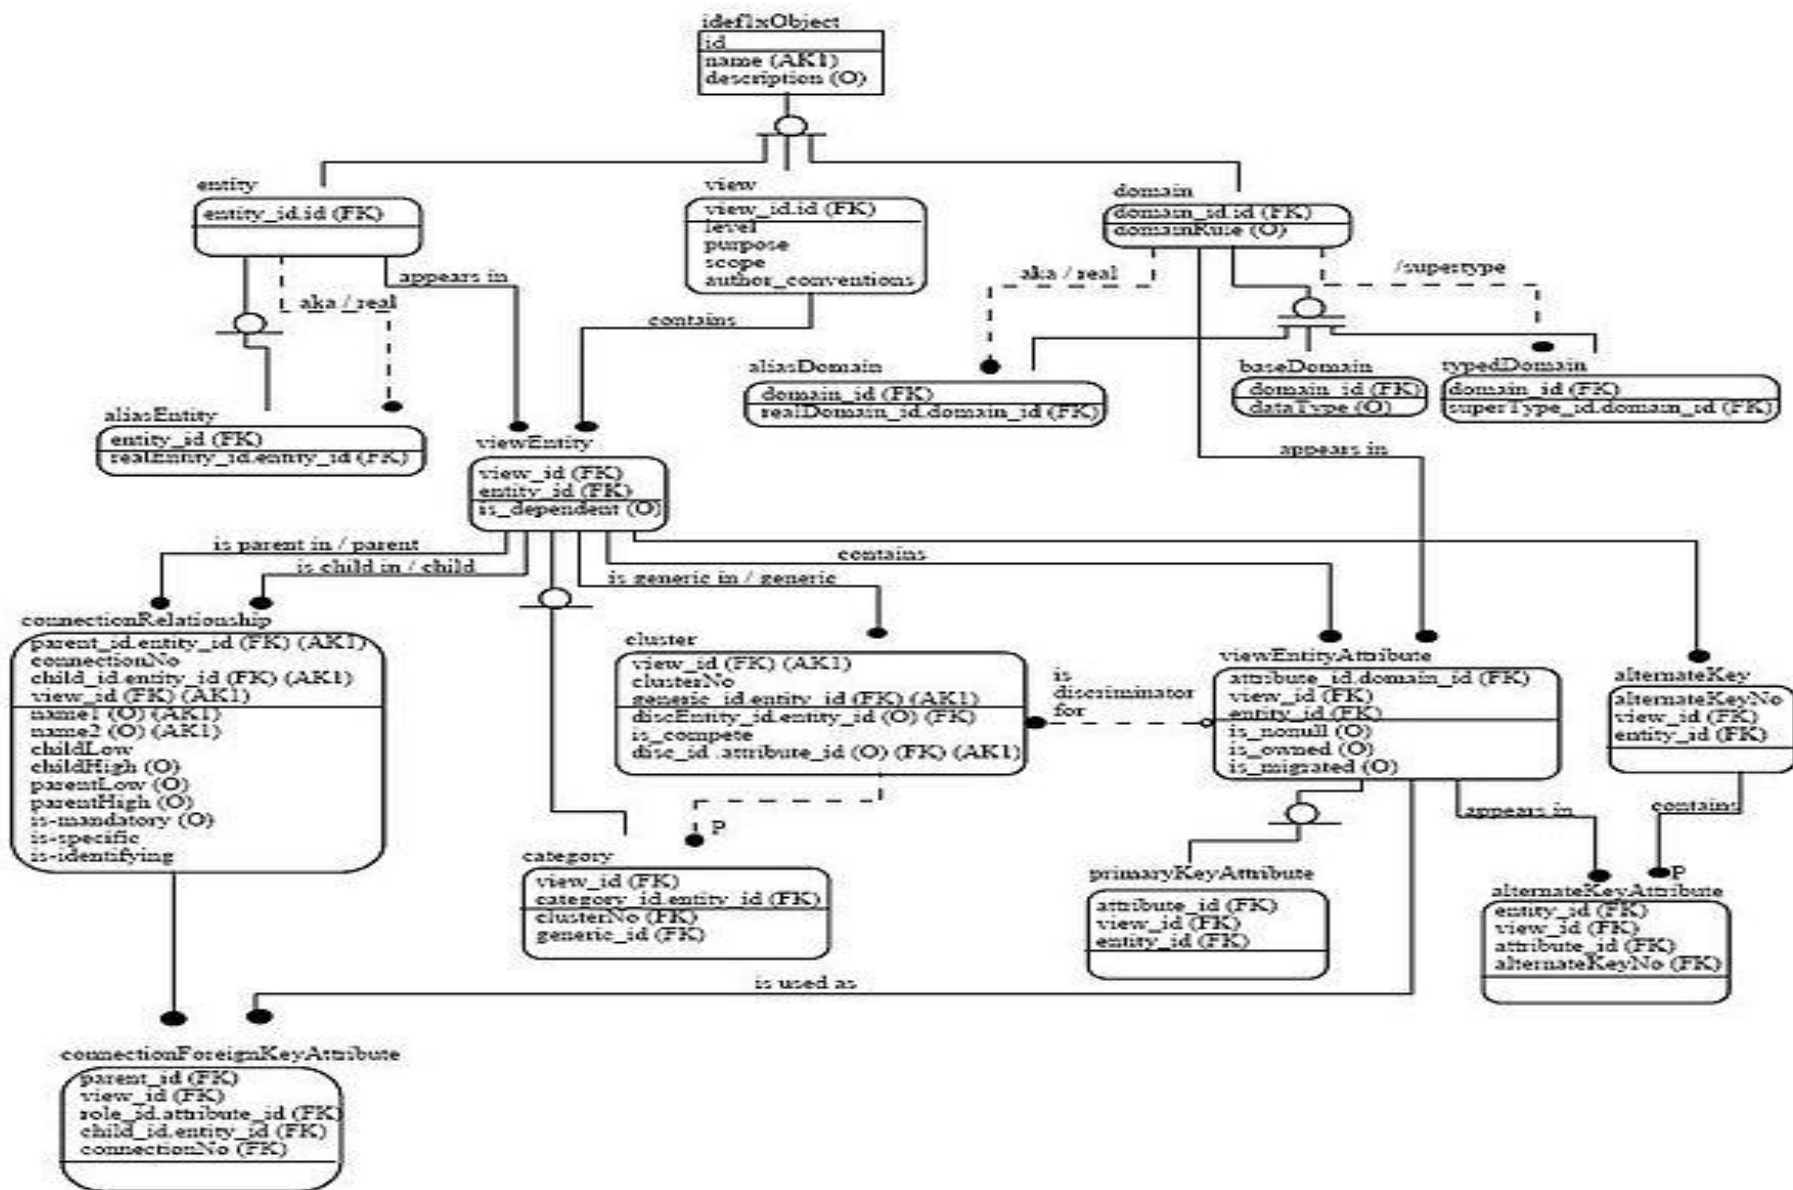 idef1xObject
id
name (AK1)
description (O)
entity
entity_id.id (FK)
view
view_id.id (FK)
level
purpose
scope
author_conventions
domain
domain_id.id (FK)
domainRule (O)
appears in
aka / real
contains
aka / real
/supertype
aliasDomain
domain_id (FK)
realDomain_id.domain_id (FK)
baseDomain
domain_id (FK)
dataType (O)
typedDomain
domain_id (FK)
superType_id.domain_id (FK)
aliasEntity
entity_id (FK)
realEntity_id.entity_id (FK)
viewEntity
view_id (FK)
entity_id (FK)
is_dependent (O)
appears in
is parent in / parent
is child in / child
is generic in / generic
contains
connectionRelationship
parent_id.entity_id (FK) (AK1)
connectionNo
child_id.entity_id (FK) (AK1)
view_id (FK) (AK1)
name1 (O) (AK1)
name2 (O) (AK1)
childLow
childHigh (O)
parentLow (O)
parentHigh (O)
is-mandatory (O)
is-specific
is-identifying
cluster
view_id (FK) (AK1)
clusterNo
generic_id.entity_id (FK) (AK1)
discEntity_id.entity_id (O) (FK)
is_compete
disc_id .attribute_id (O) (FK) (AK1)
is
discriminator
for
viewEntityAttribute
attribute_id.domain_id (FK)
view_id (FK)
entity_id (FK)
is_nonull (O)
is_owned (O)
is_migrated (O)
alternateKey
alternateKeyNo
view_id (FK)
entity_id (FK)
P
appears in
contains
category
view_id (FK)
category_id.entity_id (FK)
clusterNo (FK)
generic_id (FK)
primaryKeyAttribute
attribute_id (FK)
view_id (FK)
entity_id (FK)
P
alternateKeyAttribute
entity_id (FK)
view_id (FK)
attribute_id (FK)
alternateKeyNo (FK)
is used as
connectionForeignKeyAttribute
parent_id (FK)
view_id (FK)
role_id.attribute_id (FK)
child_id.entity_id (FK)
connectionNo (FK)